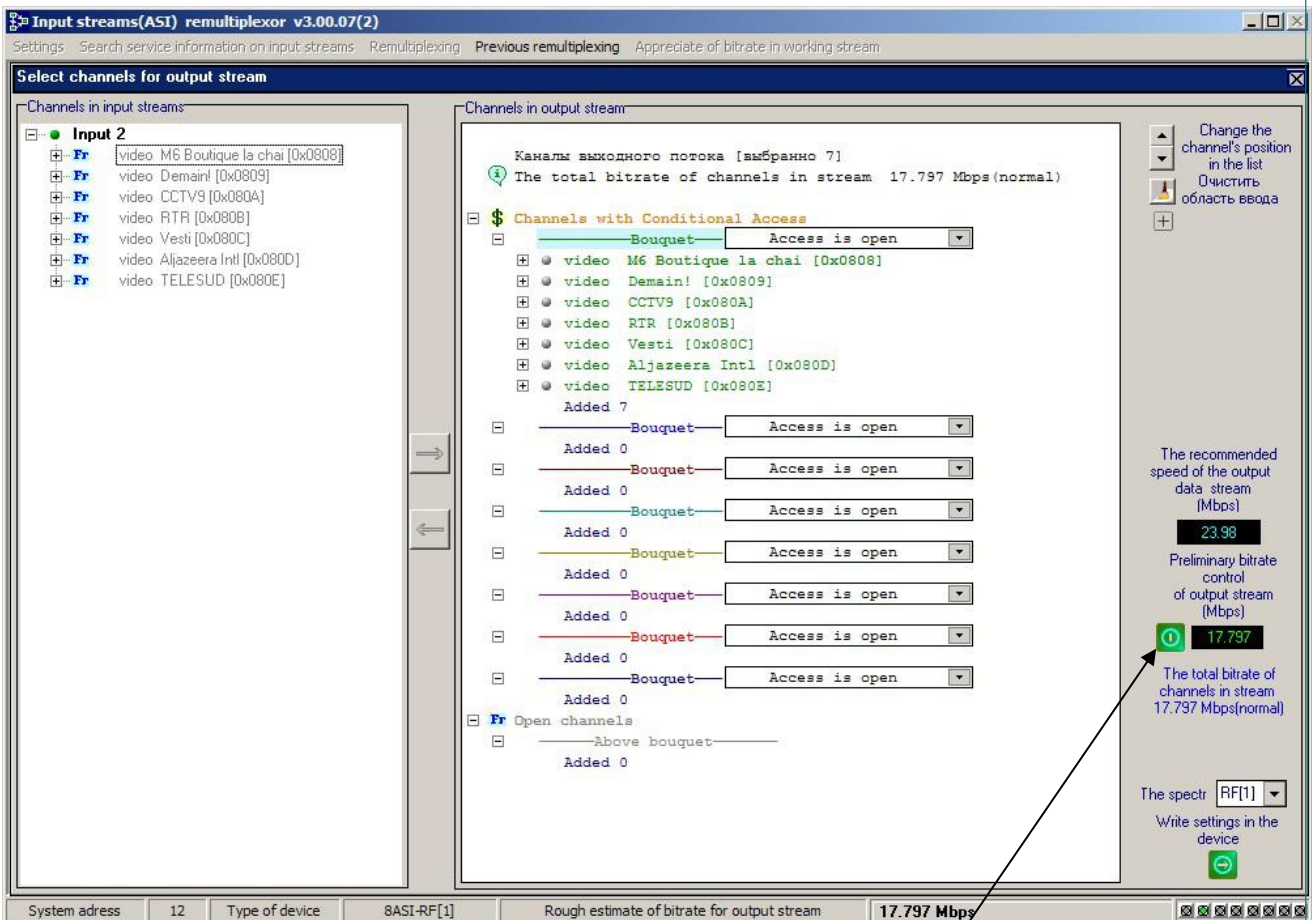 Input streams(ASI) remultiplexor v3.00.07(2)
Settings Search service information on input streams Remultiplexing Previous remultiplexing Appreciate of bitrate in working stream
Select channels for output stream
Channels in input streams
Input 2
Fr video M6 Boutique la chai [0x0808]
Fr video Demain! [0x0809]
Fr video CCTV9 [0x080A]
Fr video RTR [0x080B]
Fr video Vesti [0x080C]
Fr video Aljazeera Intl [0x080D]
Fr video TELESUD [0x080E]
Channels in output stream
Каналы выходного потока [выбранно 7]
The total bitrate of channels in stream 17.797 Mbps(normal)
$ Channels with Conditional Access
Bouquet Access is open
video M6 Boutique la chai [0x0808]
video Demain! [0x0809]
video CCTV9 [0x080A]
video RTR [0x080B]
video Vesti [0x080C]
video Aljazeera Intl [0x080D]
video TELESUD [0x080E]
Added 7
Bouquet Access is open
Added 0
Bouquet Access is open
Added 0
Bouquet Access is open
Added 0
Bouquet Access is open
Added 0
Bouquet Access is open
Added 0
Bouquet Access is open
Added 0
Bouquet Access is open
Added 0
Fr Open channels
Above bouquet
Added 0
Change the
channel's position
in the list
Очистить
область ввода
The recommended
speed of the output
data stream
(Mbps)
23.98
Preliminary bitrate
control
of output stream
(Mbps)
17.797
The total bitrate of
channels in stream
17.797 Mbps(normal)
The spectr RF[1]
Write settings in the
device
System adress 12 Type of device 8ASI-RF[1] Rough estimate of bitrate for output stream 17.797 Mbps